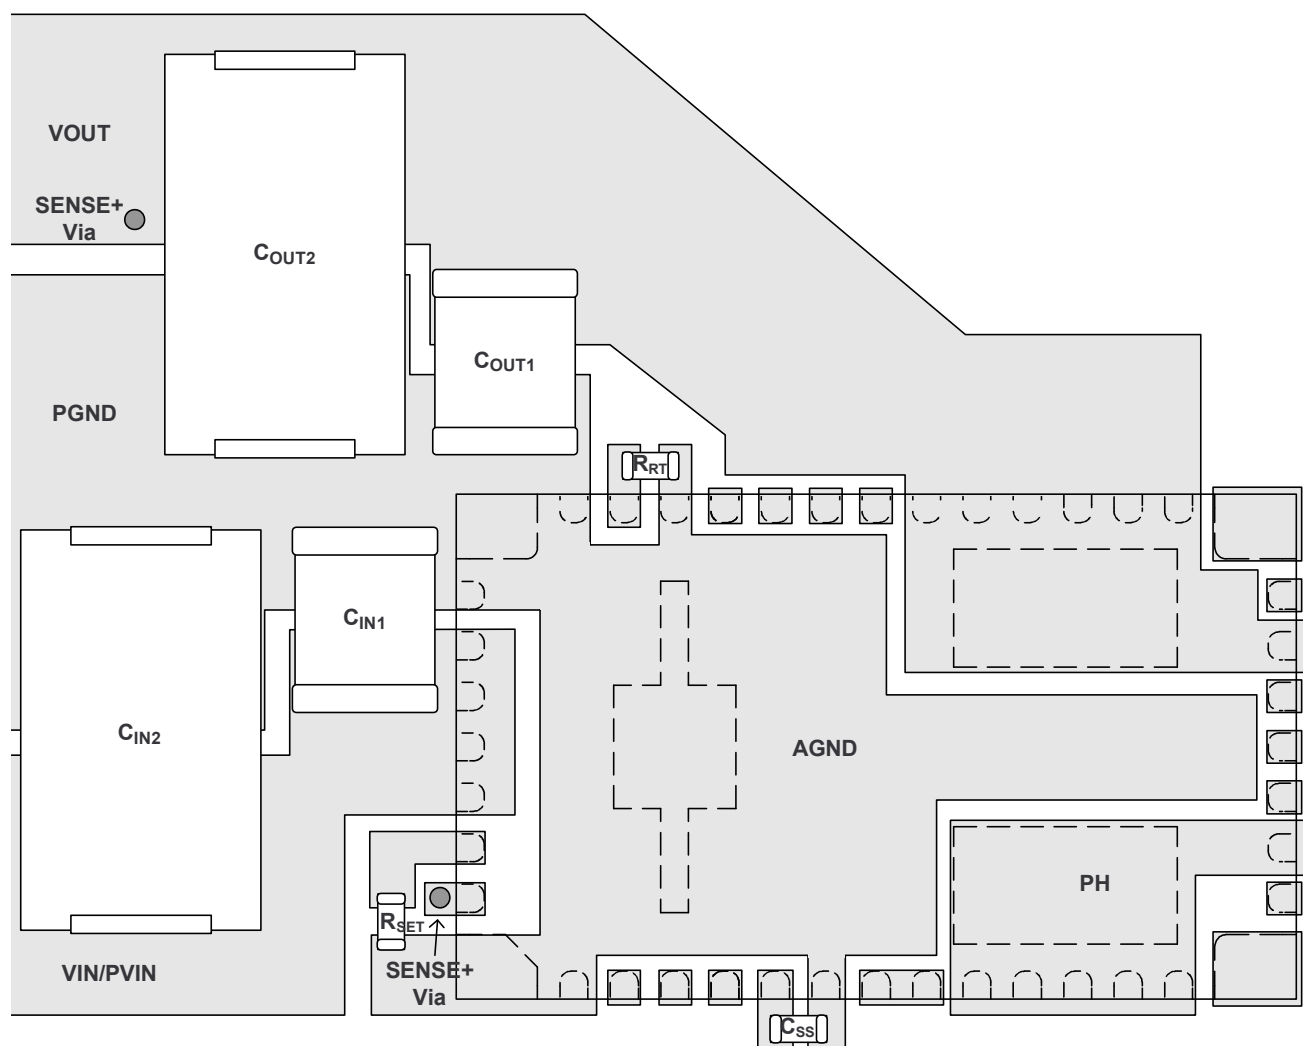 VOUT
SENSE+
Via
COUT2
COUT1
PGND
RRT
CIN1
CIN2
AGND
PH
RSET
VIN/PVIN
SENSE+
Via
CSS